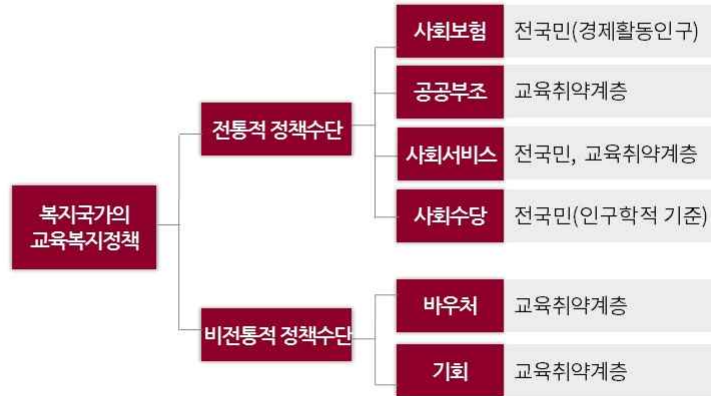 복지국가의
교육복지정책
전통적 정책수단
사회보험 전국민(경제활동인구)
공공부조 교육취약계층
사회서비스 전국민, 교육취약계층
사회수당 전국민(인구학적 기준)
비전통적 정책수단
바우처 교육취약계층
기회 교육취약계층